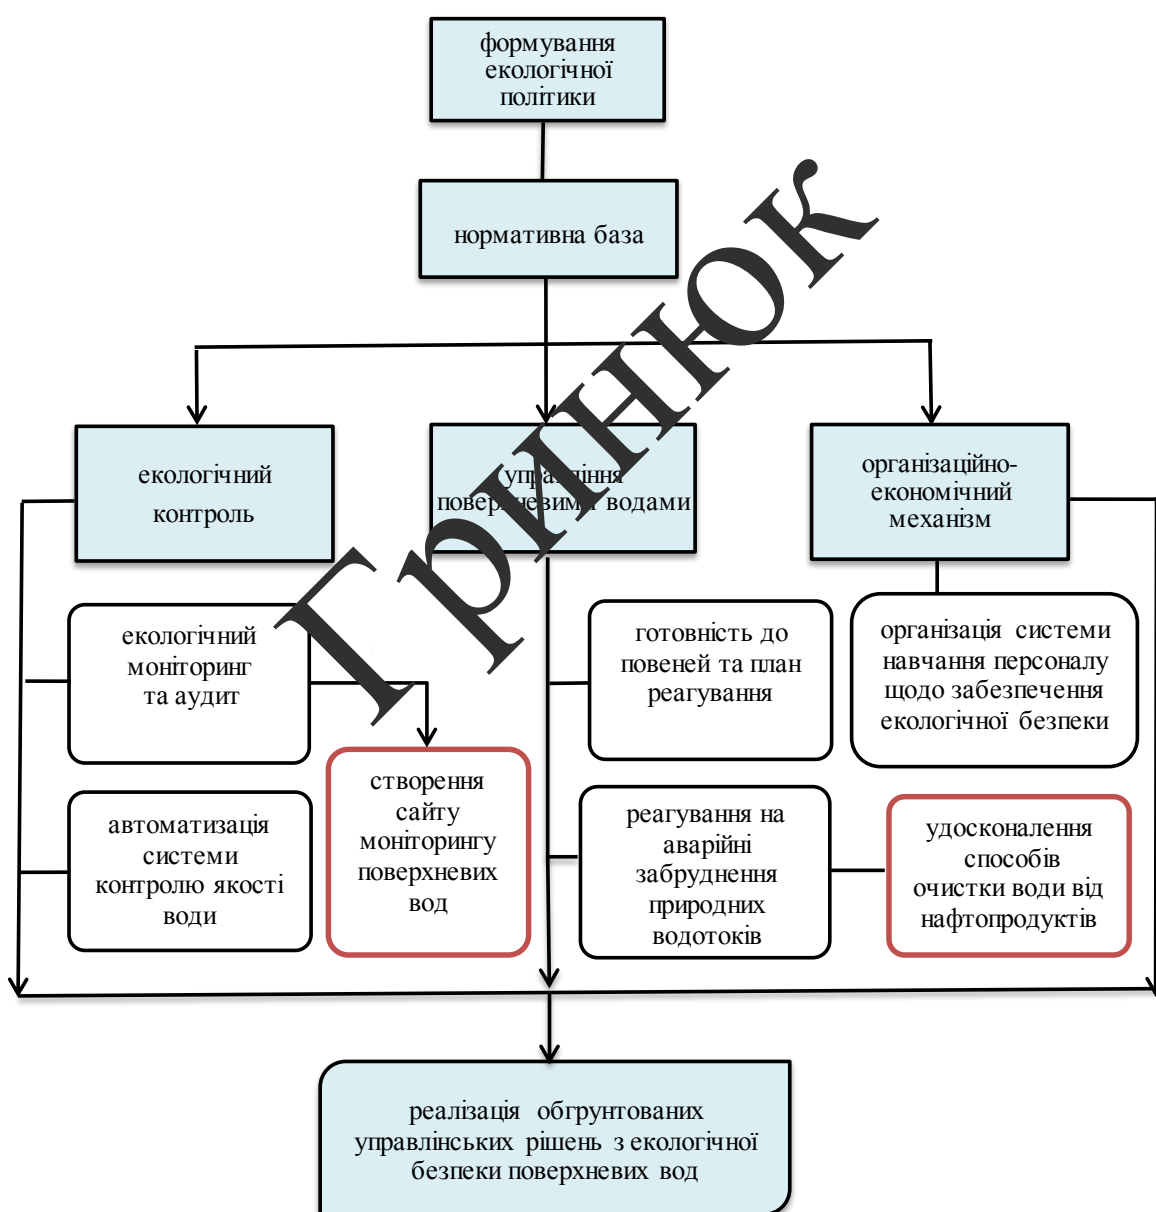 формування
екологічної
політики
нормативна база
екологічний
контроль
управління
поверхневими водами
організаційно-
економічний
механізм
екологічний
моніторинг
та аудит
готовність до
повеней та план
реагування
організація системи
навчання персоналу
щодо забезпечення
екологічної безпеки
створення
сайту
моніторингу
поверхневих
вод
автоматизація
системи
контролю якості
води
реагування на
аварійні
забруднення
природних
водотоків
удосконалення
способів
очистки води від
нафтопродуктів
реалізація обгрунтованих
управлінських рішень з екологічної
безпеки поверхневих вод
Гринюк